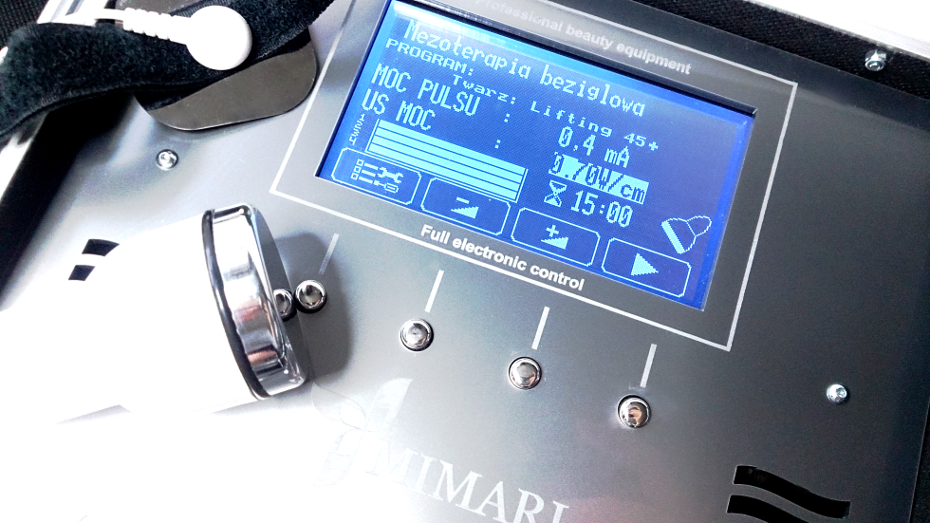 Professional beauty equipment
Mezoterapia bezigłowa
PROGRAM:
Twarz: Lifting 45+
MOC PULSU : 0,4 mA
US MOC : 0.70W/cm
15:00
Full electronic control
MIMARI